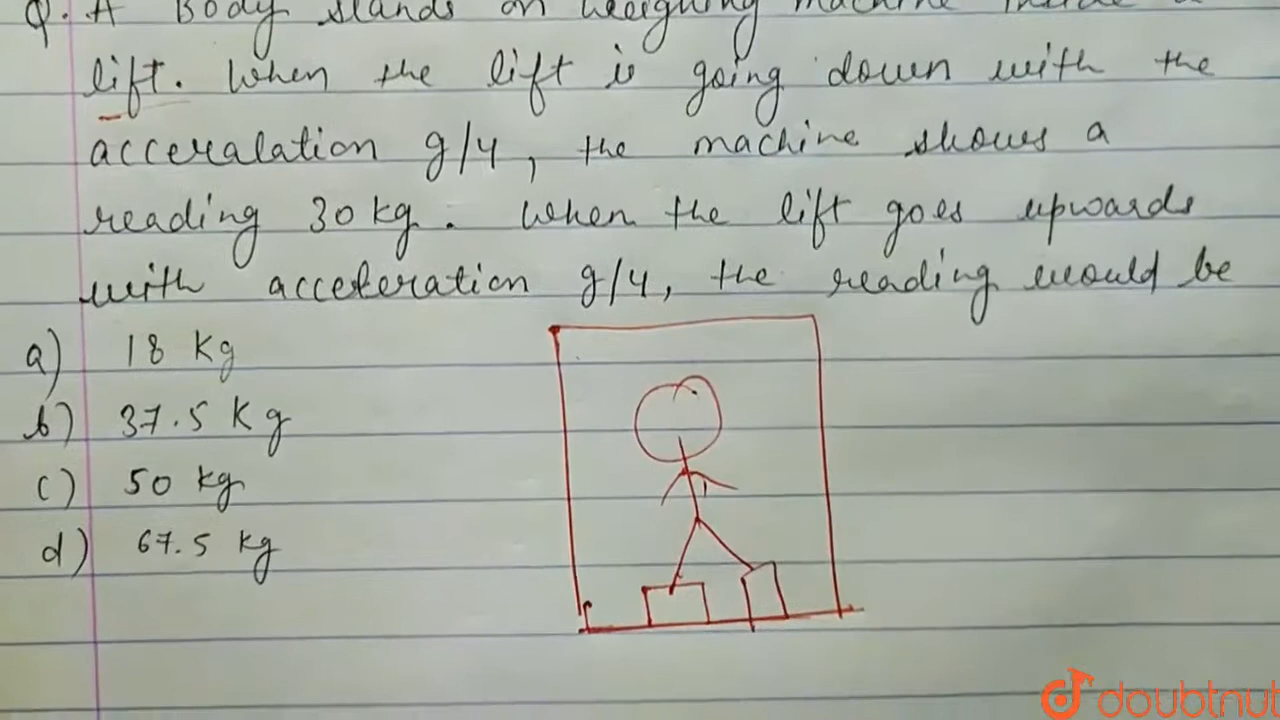 Q. A Body stands on weighing machine inside a
lift. When the lift is going down with the
acceralation g/4, the machine shows a
reading 30 kg. When the lift goes upwards
with acceleration g/4, the reading would be
a) 18 Kg
b) 37.5 Kg
c) 50 kg
d) 67.5 kg
doubtnut